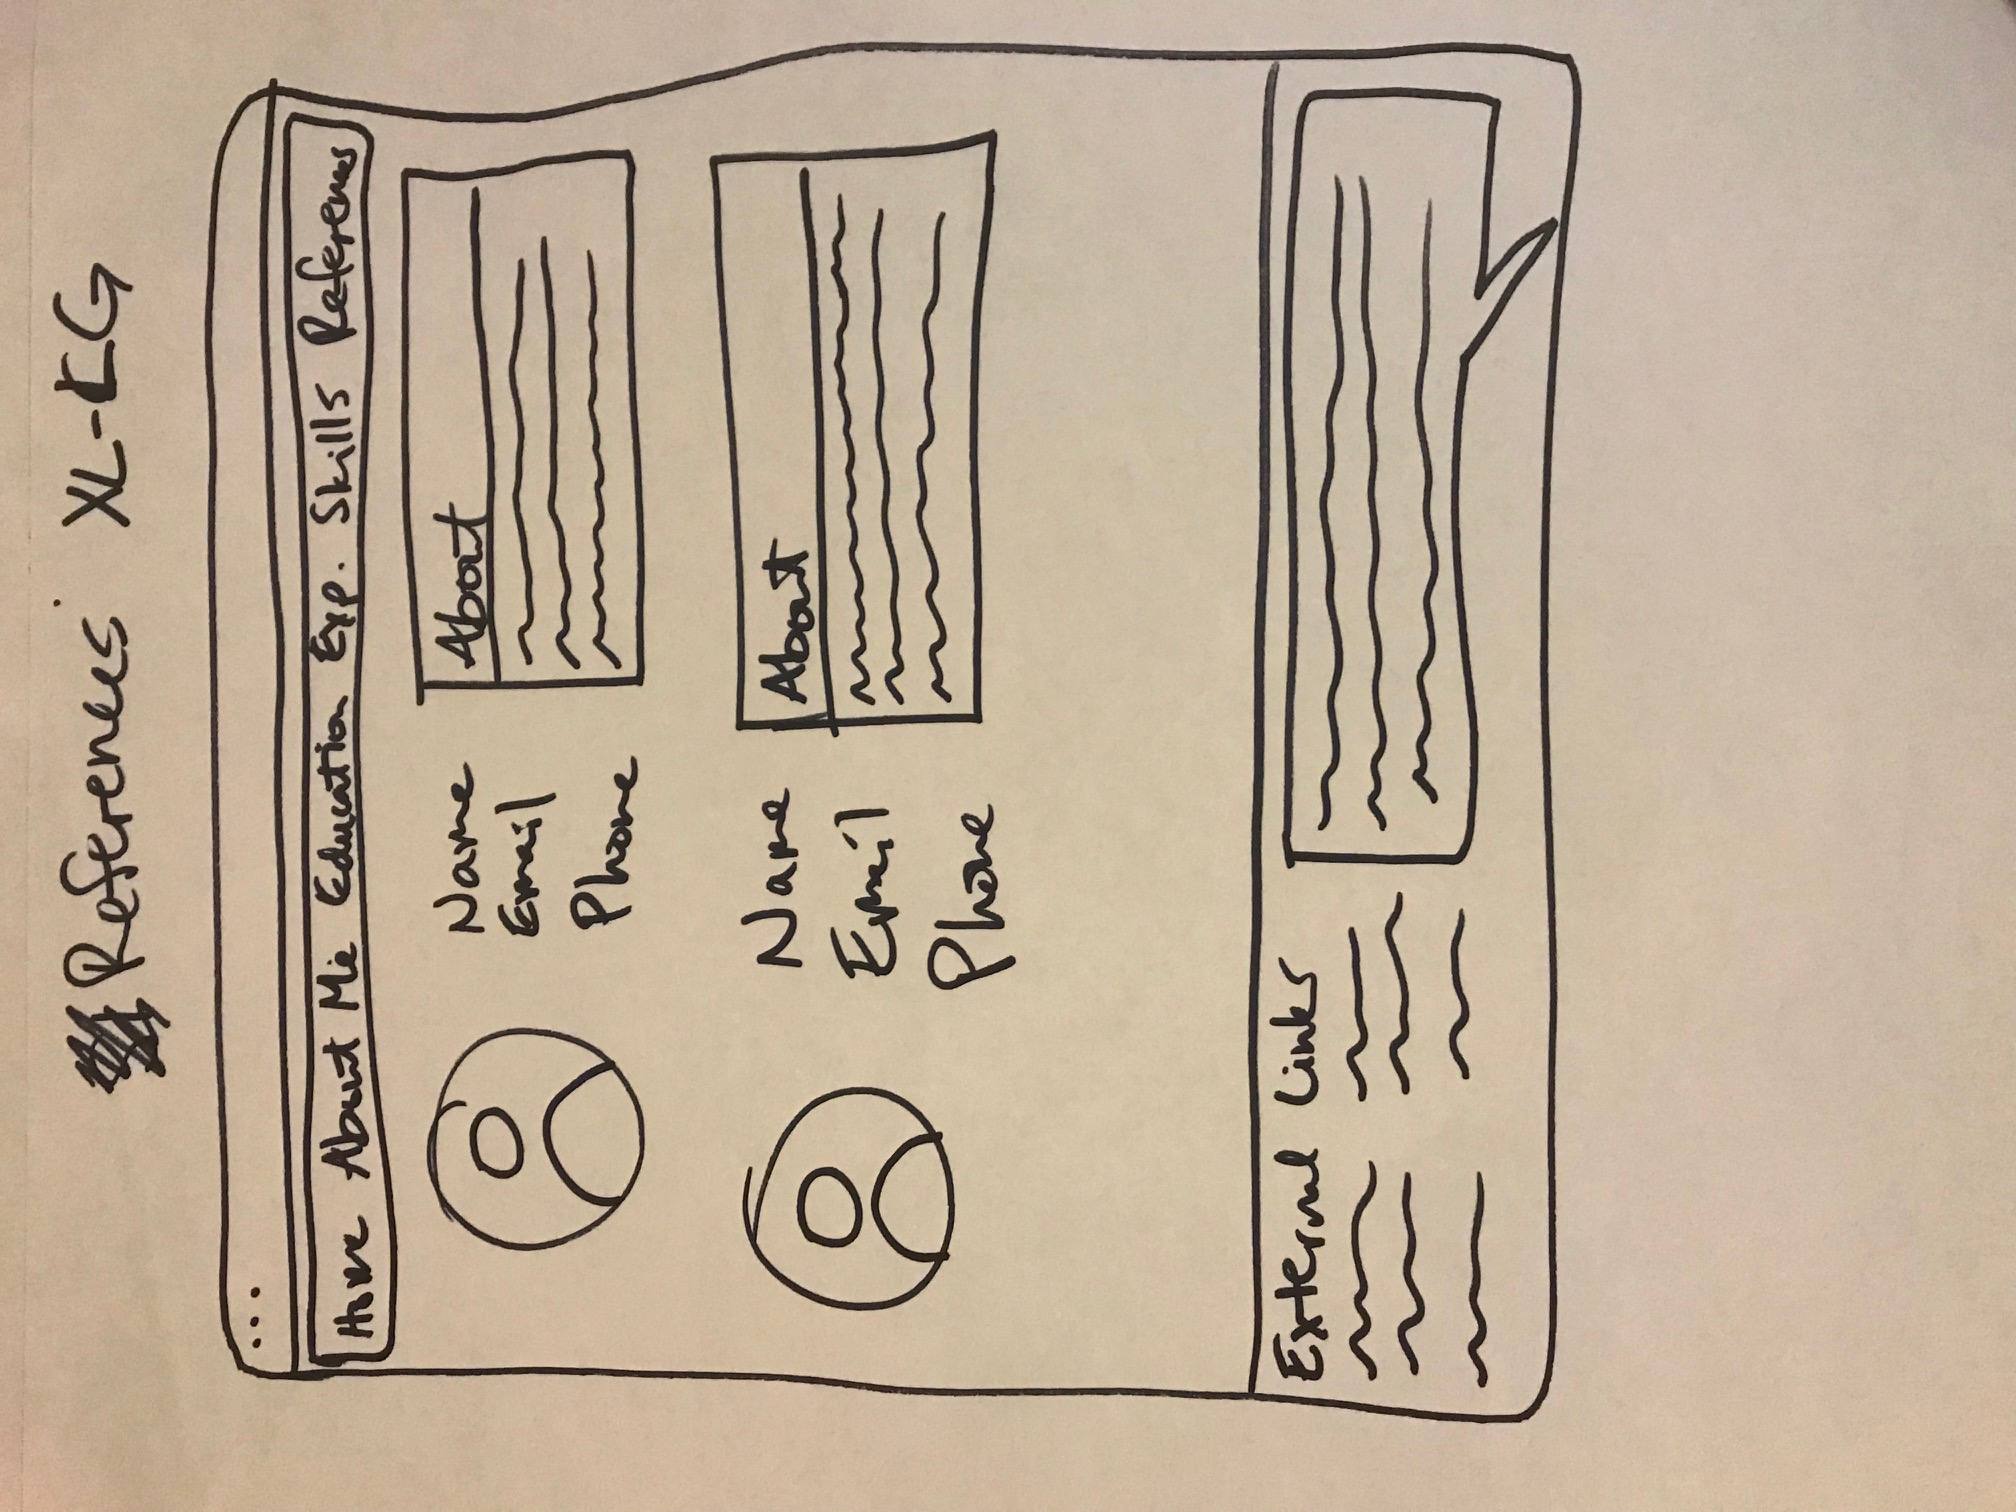 References XL-LG
Home About Me Education Exp. Skills References
Name
Email
Phone
About
Name
Email
Phone
About
External Links